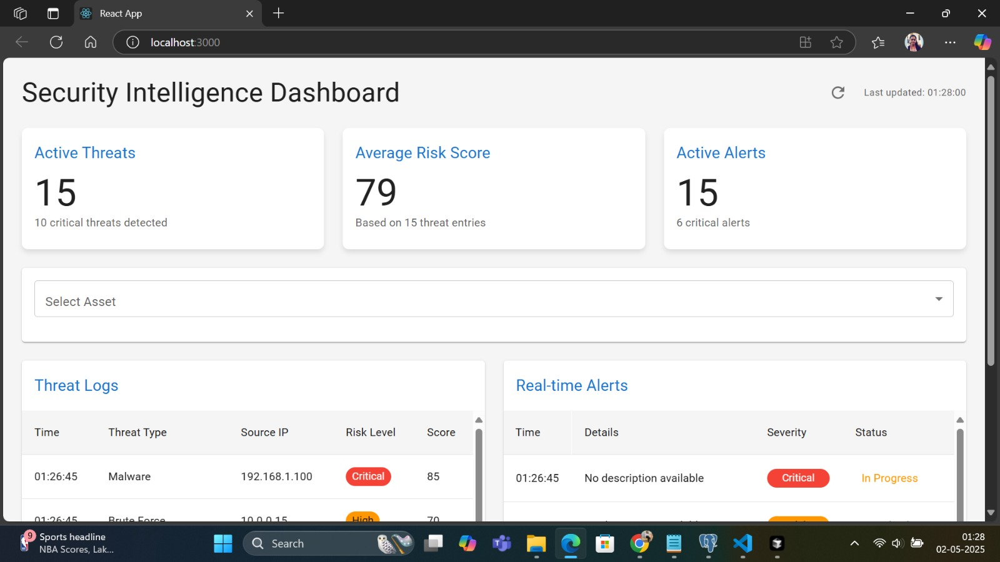 React App
localhost:3000
Security Intelligence Dashboard
Last updated: 01:28:00
Active Threats
15
10 critical threats detected
Average Risk Score
79
Based on 15 threat entries
Active Alerts
15
6 critical alerts
Select Asset
Threat Logs
Time Threat Type Source IP Risk Level Score
01:26:45 Malware 192.168.1.100 Critical 85
01:26:45 Brute Force 10.0.0.15 High 70
Real-time Alerts
Time Details Severity Status
01:26:45 No description available Critical In Progress
9
Sports headline
NBA Scores, Lak...
Search
01:28
02-05-2025